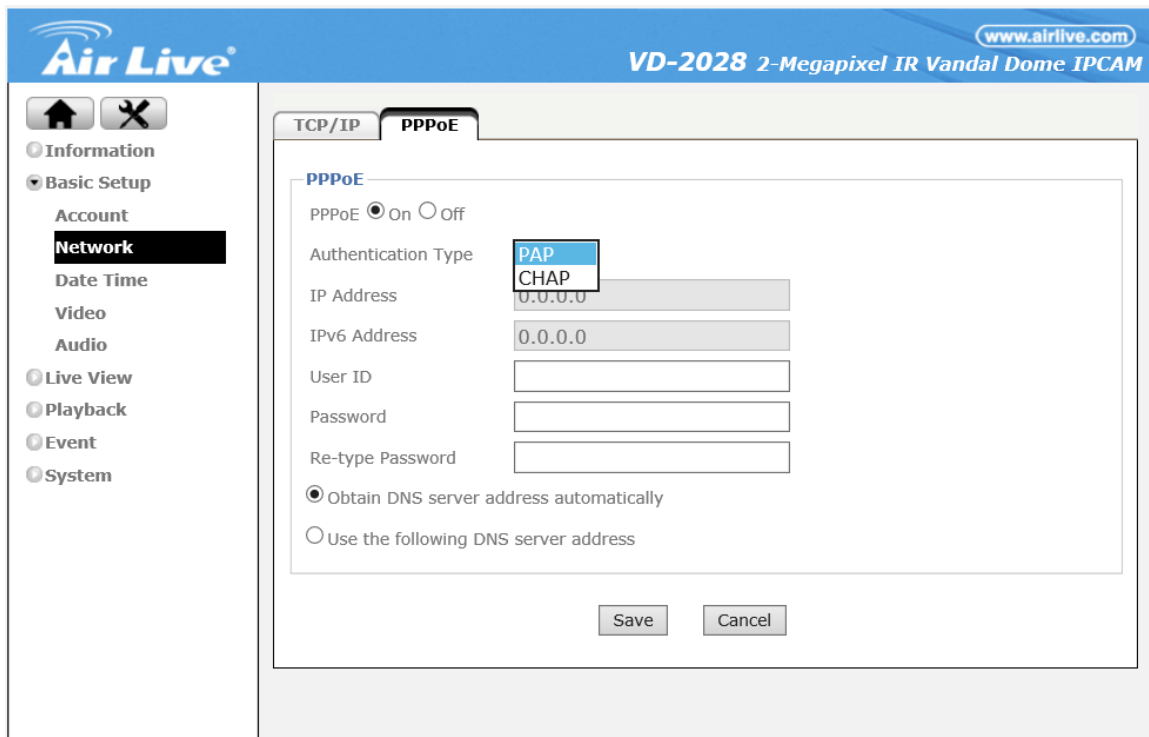 Air Live®
www.airlive.com
VD-2028 2-Megapixel IR Vandal Dome IPCAM
Information
Basic Setup
Account
Network
Date Time
Video
Audio
Live View
Playback
Event
System
TCP/IP PPPoE
PPPoE
PPPoE On Off
Authentication Type PAP
CHAP
IP Address 0.0.0.0
IPv6 Address 0.0.0.0
User ID
Password
Re-type Password
Obtain DNS server address automatically
Use the following DNS server address
Save Cancel